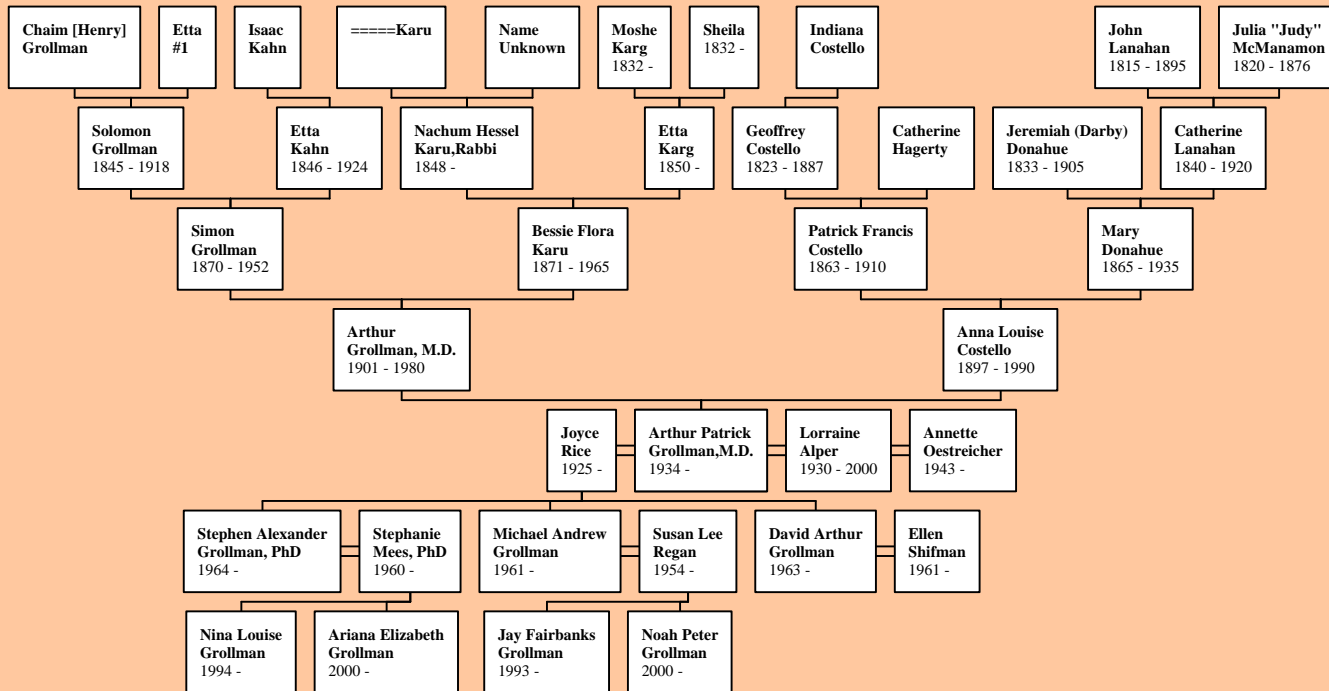 Chaim [Henry]
Grollman
Etta
#1
Isaac
Kahn
=====Karu
Name
Unknown
Moshe
Karg
1832 -
Sheila
1832 -
Indiana
Costello
John
Lanahan
1815 - 1895
Julia "Judy"
McManamon
1820 - 1876
Solomon
Grollman
1845 - 1918
Etta
Kahn
1846 - 1924
Nachum Hessel
Karu,Rabbi
1848 -
Etta
Karg
1850 -
Geoffrey
Costello
1823 - 1887
Catherine
Hagerty
Jeremiah (Darby)
Donahue
1833 - 1905
Catherine
Lanahan
1840 - 1920
Simon
Grollman
1870 - 1952
Bessie Flora
Karu
1871 - 1965
Patrick Francis
Costello
1863 - 1910
Mary
Donahue
1865 - 1935
Arthur
Grollman, M.D.
1901 - 1980
Anna Louise
Costello
1897 - 1990
Joyce
Rice
1925 -
Arthur Patrick
Grollman,M.D.
1934 -
Lorraine
Alper
1930 - 2000
Annette
Oestreicher
1943 -
Stephen Alexander
Grollman, PhD
1964 -
Stephanie
Mees, PhD
1960 -
Michael Andrew
Grollman
1961 -
Susan Lee
Regan
1954 -
David Arthur
Grollman
1963 -
Ellen
Shifman
1961 -
Nina Louise
Grollman
1994 -
Ariana Elizabeth
Grollman
2000 -
Jay Fairbanks
Grollman
1993 -
Noah Peter
Grollman
2000 -